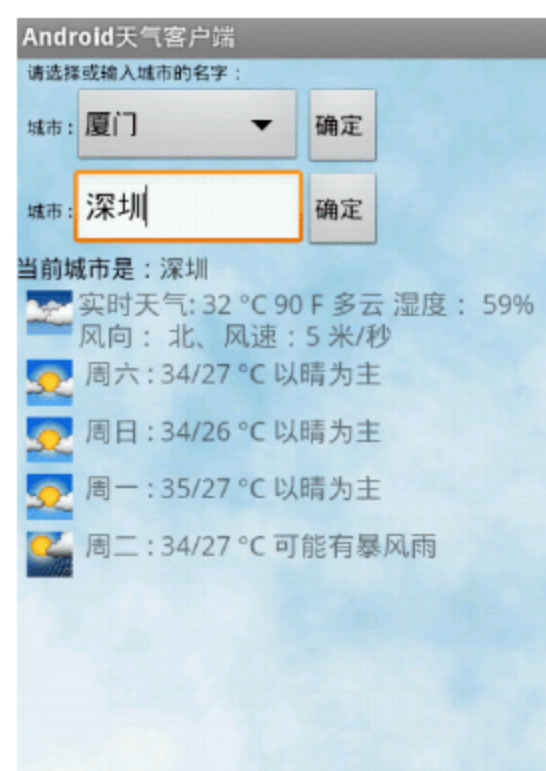 Android天气客户端
请选择或输入城市的名字：
城市： 厦门 确定
城市： 深圳 确定
当前城市是：深圳
实时天气: 32 °C 90 F 多云 湿度： 59%
风向： 北、风速：5 米/秒
周六 : 34/27 °C 以晴为主
周日 : 34/26 °C 以晴为主
周一 : 35/27 °C 以晴为主
周二 : 34/27 °C 可能有暴风雨